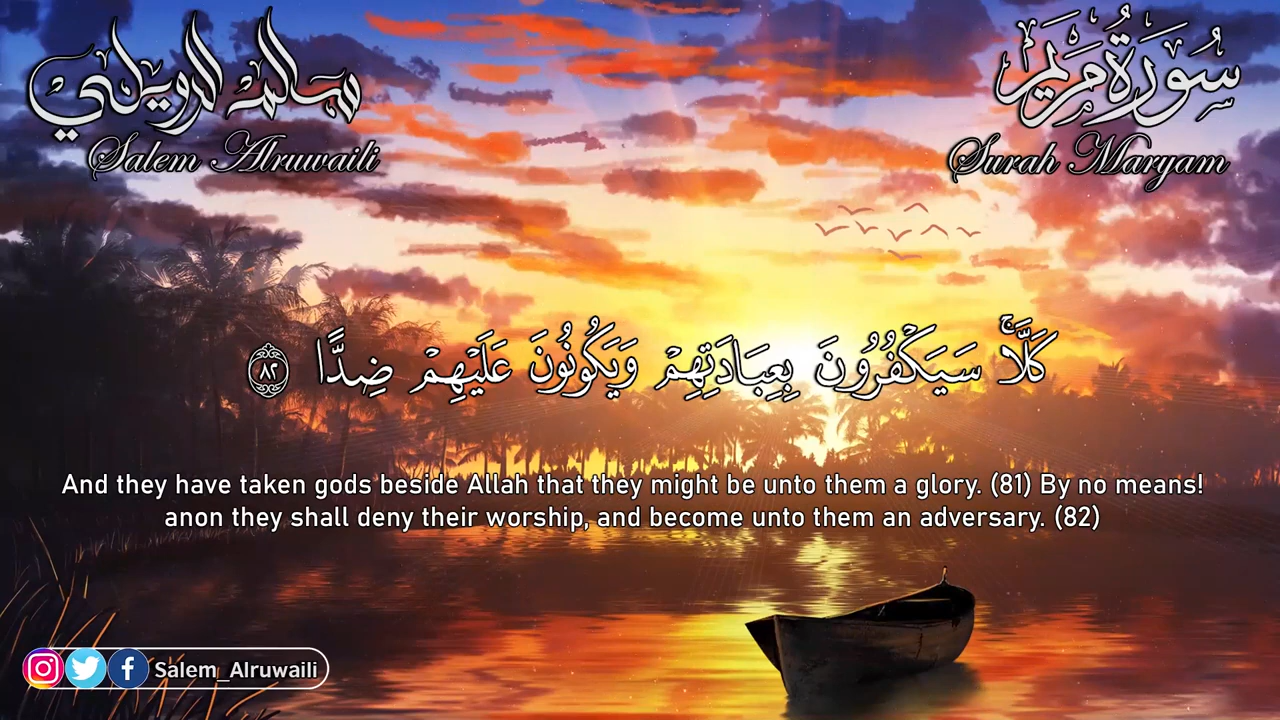 سالم الرويلي
Salem Alruwaili
سُورَةُ مَرْيَم
Surah Maryam
كَلَّاۚ سَيَكْفُرُونَ بِعِبَادَتِهِمْ وَيَكُونُونَ عَلَيْهِمْ ضِدًّا ٨٢
And they have taken gods beside Allah that they might be unto them a glory. (81) By no means!
anon they shall deny their worship, and become unto them an adversary. (82)
Salem_Alruwaili